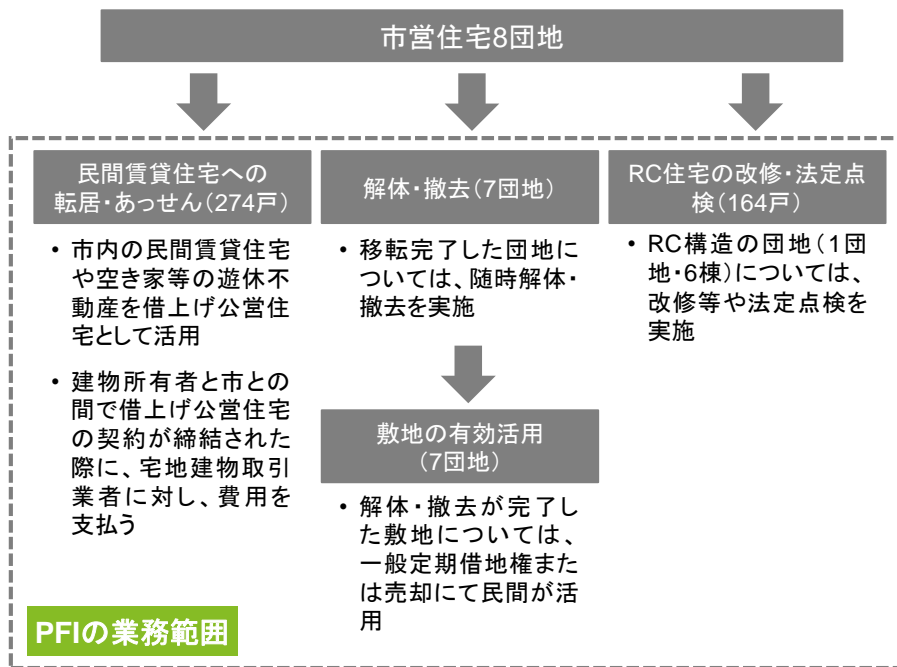 市営住宅8団地
民間賃貸住宅への
転居・あっせん（274戸）
• 市内の民間賃貸住宅
や空き家等の遊休不
動産を借上げ公営住
宅として活用
• 建物所有者と市との
間で借上げ公営住宅
の契約が締結された
際に、宅地建物取引
業者に対し、費用を
支払う
解体・撤去（7団地）
• 移転完了した団地に
ついては、随時解体・
撤去を実施
敷地の有効活用
（7団地）
• 解体・撤去が完了し
た敷地については、
一般定期借地権また
は売却にて民間が活
用
RC住宅の改修・法定点
検（164戸）
• RC構造の団地（1団
地・6棟）については、
改修等や法定点検を
実施
PFIの業務範囲